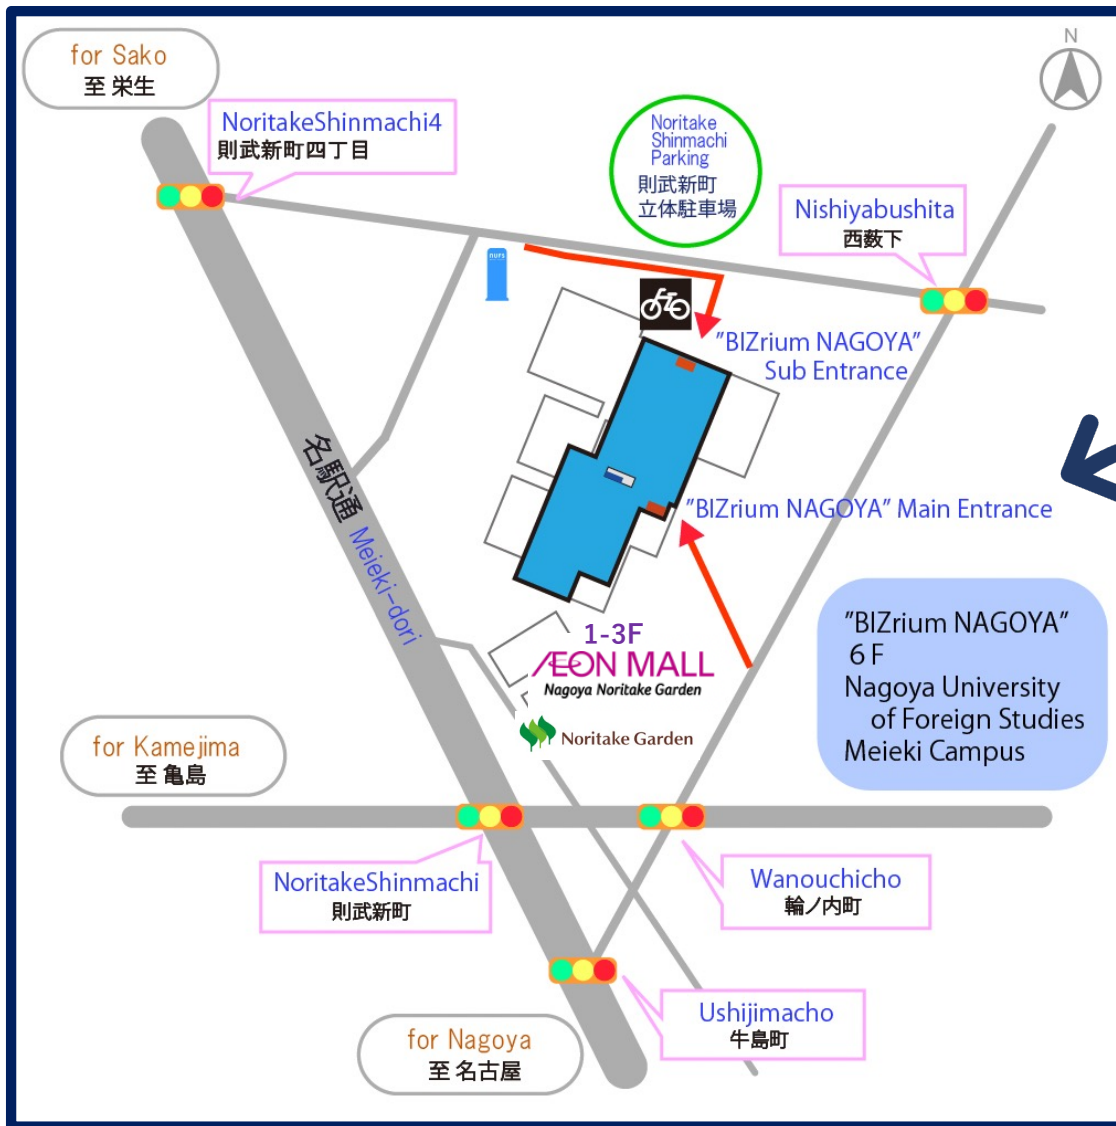 for Sako
至 栄生
N
NoritakeShinmachi4
則武新町四丁目
Noritake
Shinmachi
Parking
則武新町
立体駐車場
Nishiyabushita
西薮下
nufs
"BIZrium NAGOYA"
Sub Entrance
名駅通 Meieki-dori
"BIZrium NAGOYA" Main Entrance
1-3F
ÆON MALL
Nagoya Noritake Garden
Noritake Garden
"BIZrium NAGOYA"
6F
Nagoya University
of Foreign Studies
Meieki Campus
for Kamejima
至 亀島
NoritakeShinmachi
則武新町
Wanouchicho
輪ノ内町
Ushijimacho
牛島町
for Nagoya
至 名古屋